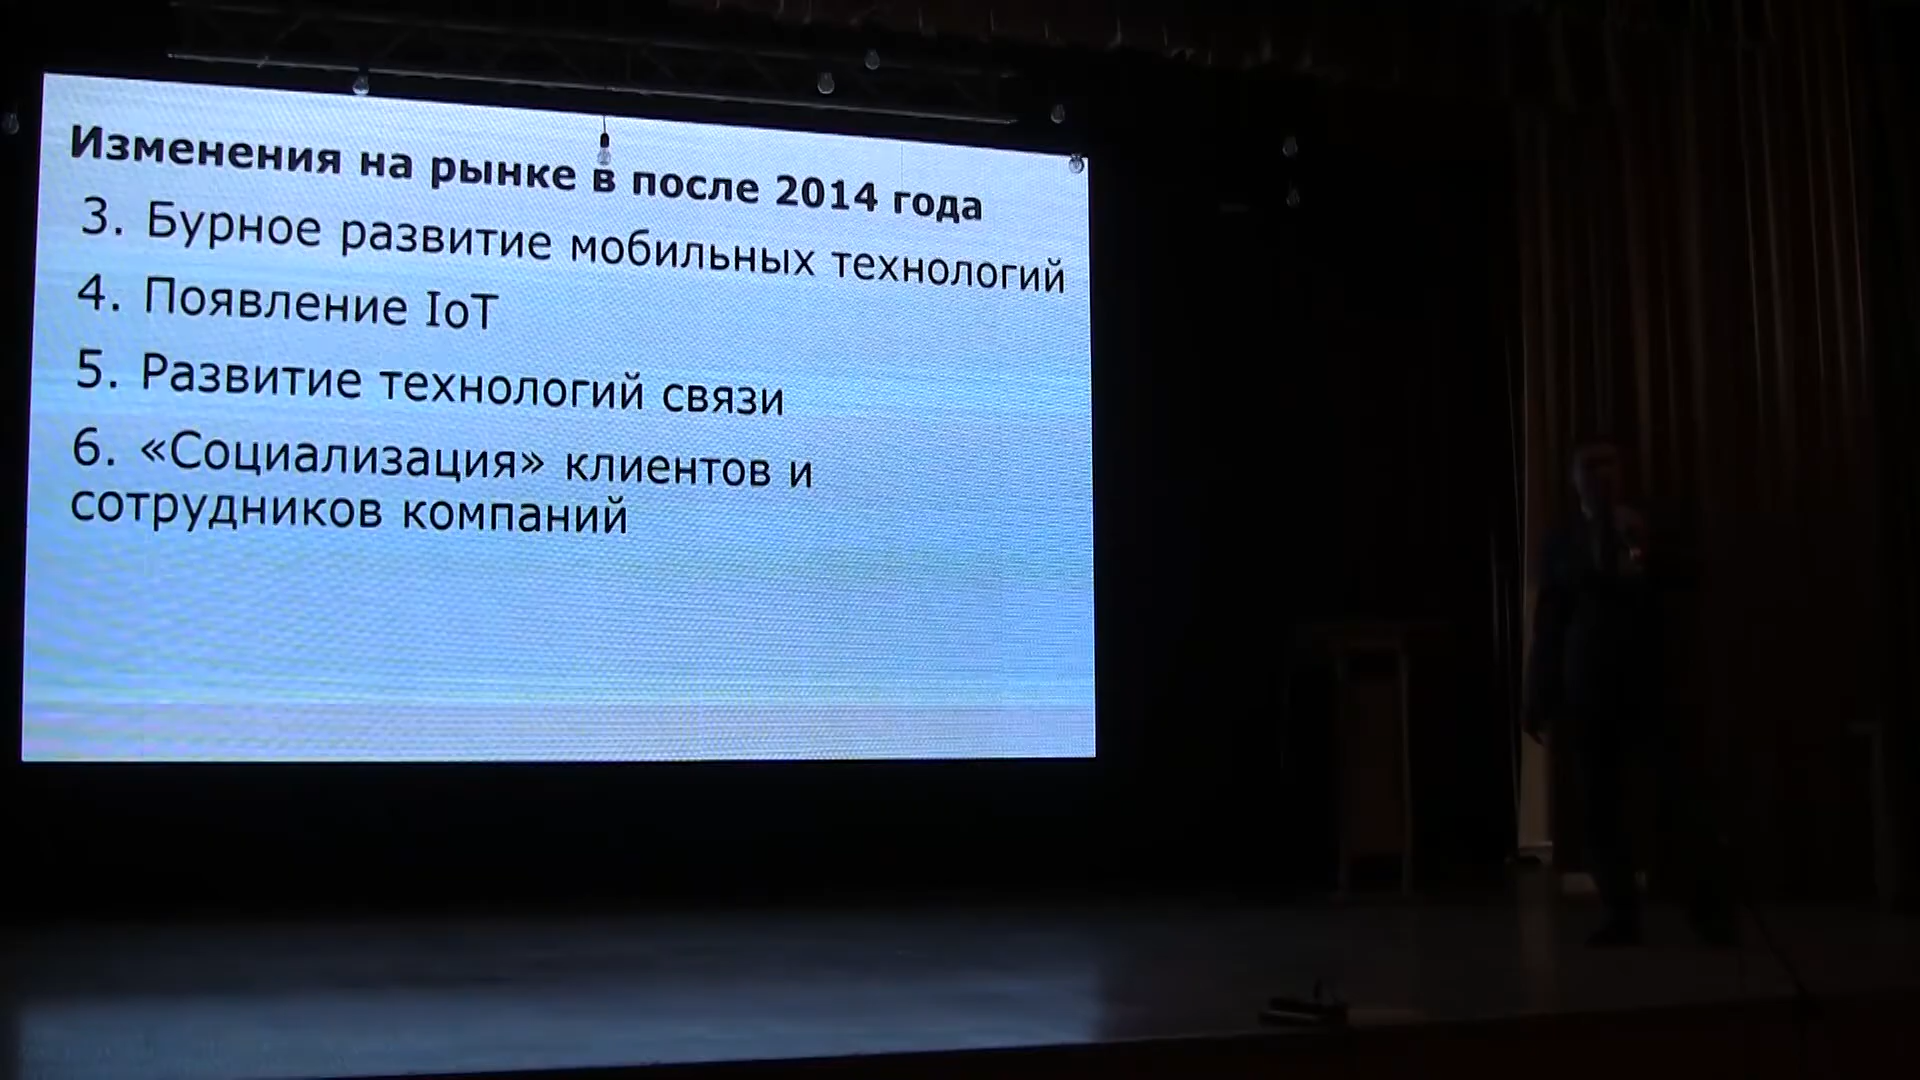 Изменения на рынке в после 2014 года
3. Бурное развитие мобильных технологий
4. Появление IoT
5. Развитие технологий связи
6. «Социализация» клиентов и
сотрудников компаний